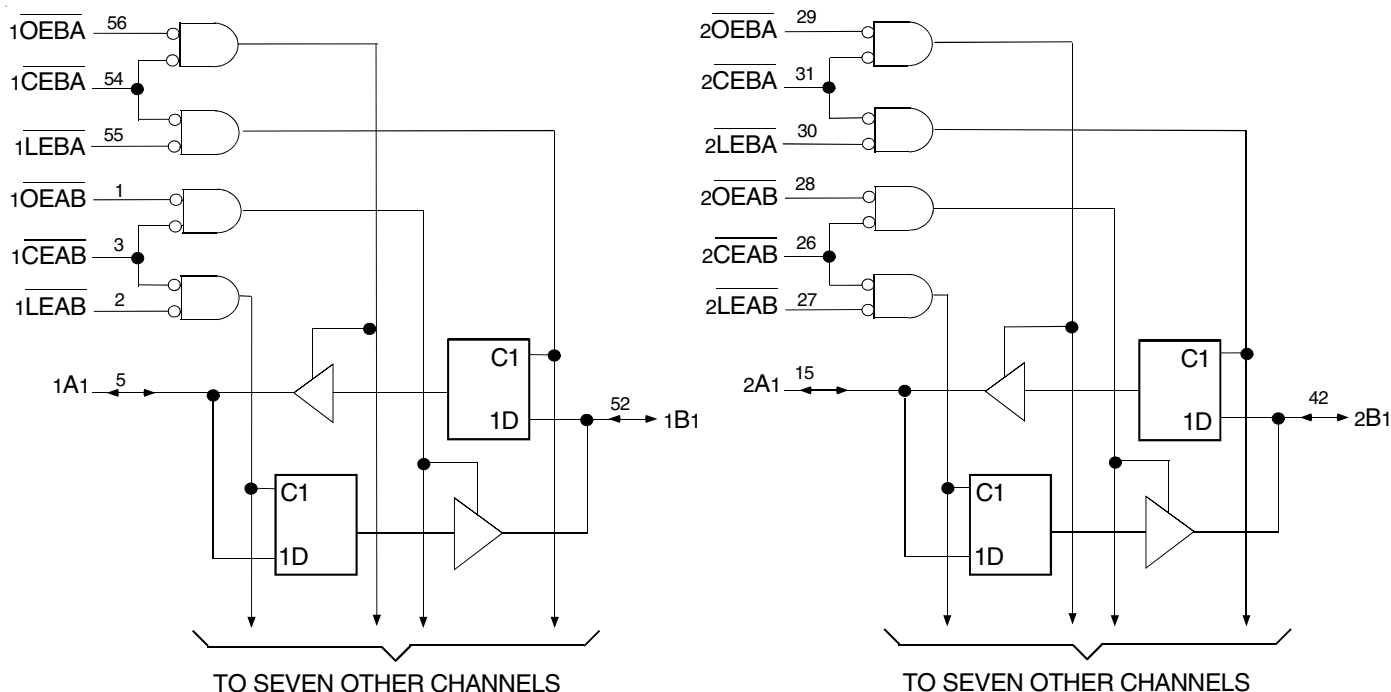 1OEBA 56
1CEBA 54
1LEBA 55
1OEAB 1
1CEAB 3
1LEAB 2
C1
1D
1A1 5
52 1B1
C1
1D
TO SEVEN OTHER CHANNELS
2OEBA 29
2CEBA 31
2LEBA 30
2OEAB 28
2CEAB 26
2LEAB 27
C1
1D
2A1 15
42 2B1
C1
1D
TO SEVEN OTHER CHANNELS